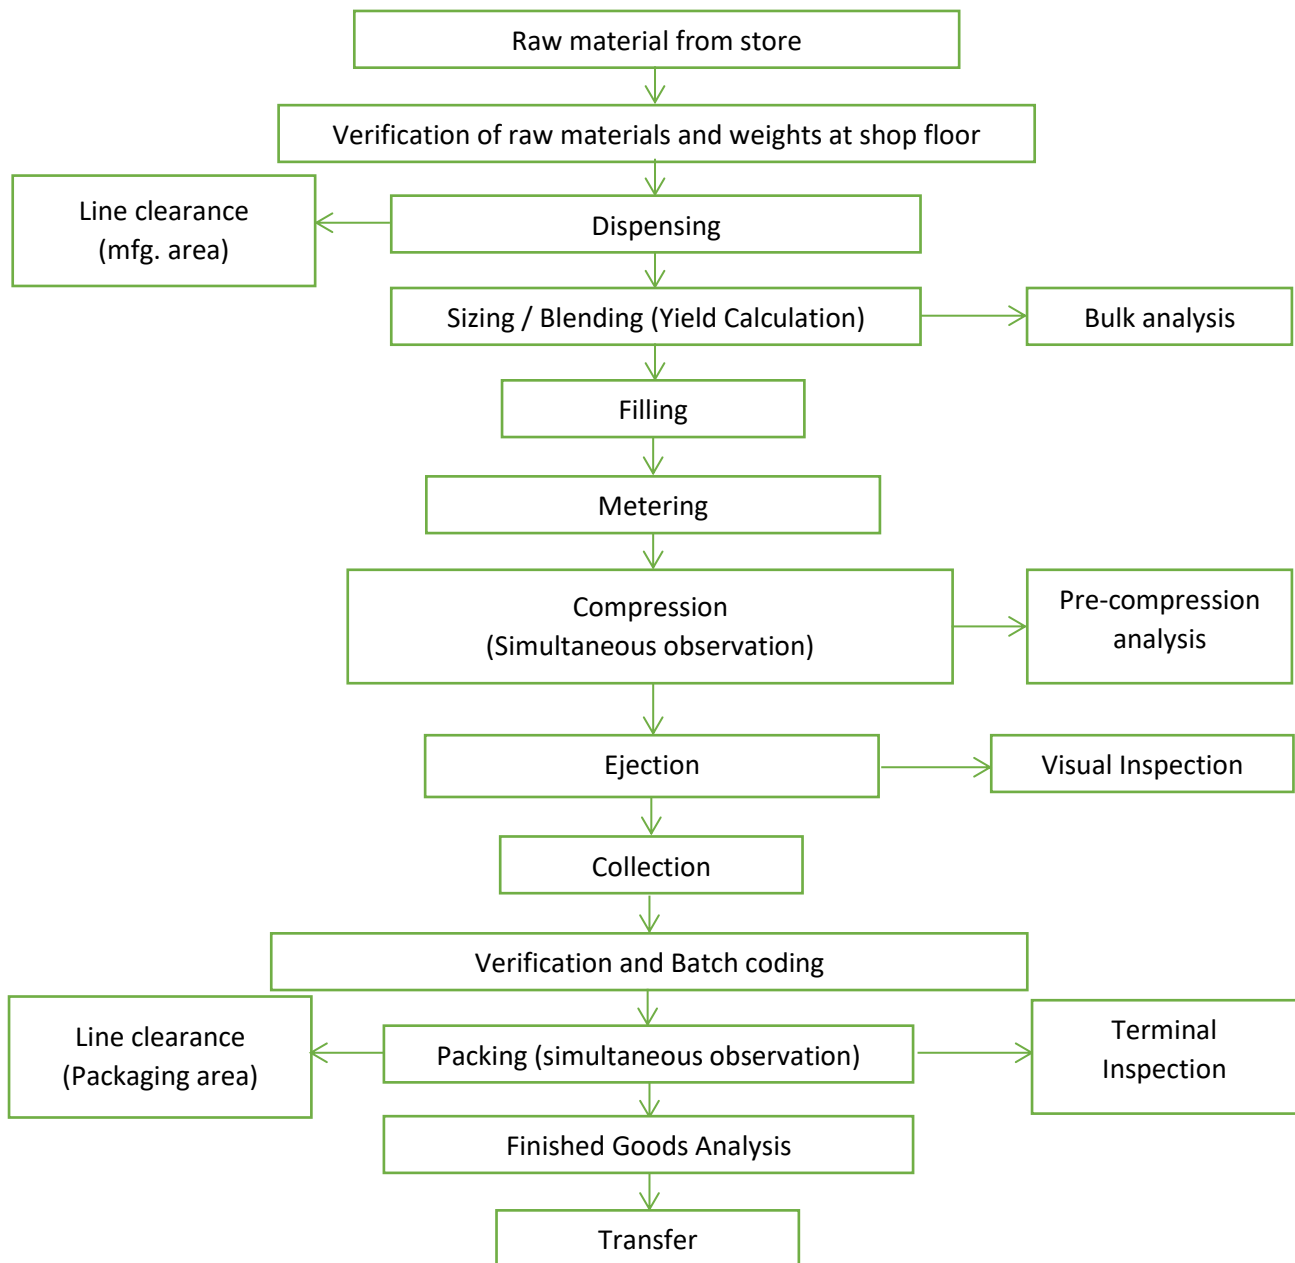 Raw material from store
Verification of raw materials and weights at shop floor
Line clearance
(mfg. area)
Dispensing
Sizing / Blending (Yield Calculation)
Bulk analysis
Filling
Metering
Compression
(Simultaneous observation)
Pre-compression
analysis
Ejection
Visual Inspection
Collection
Verification and Batch coding
Line clearance
(Packaging area)
Packing (simultaneous observation)
Terminal
Inspection
Finished Goods Analysis
Transfer